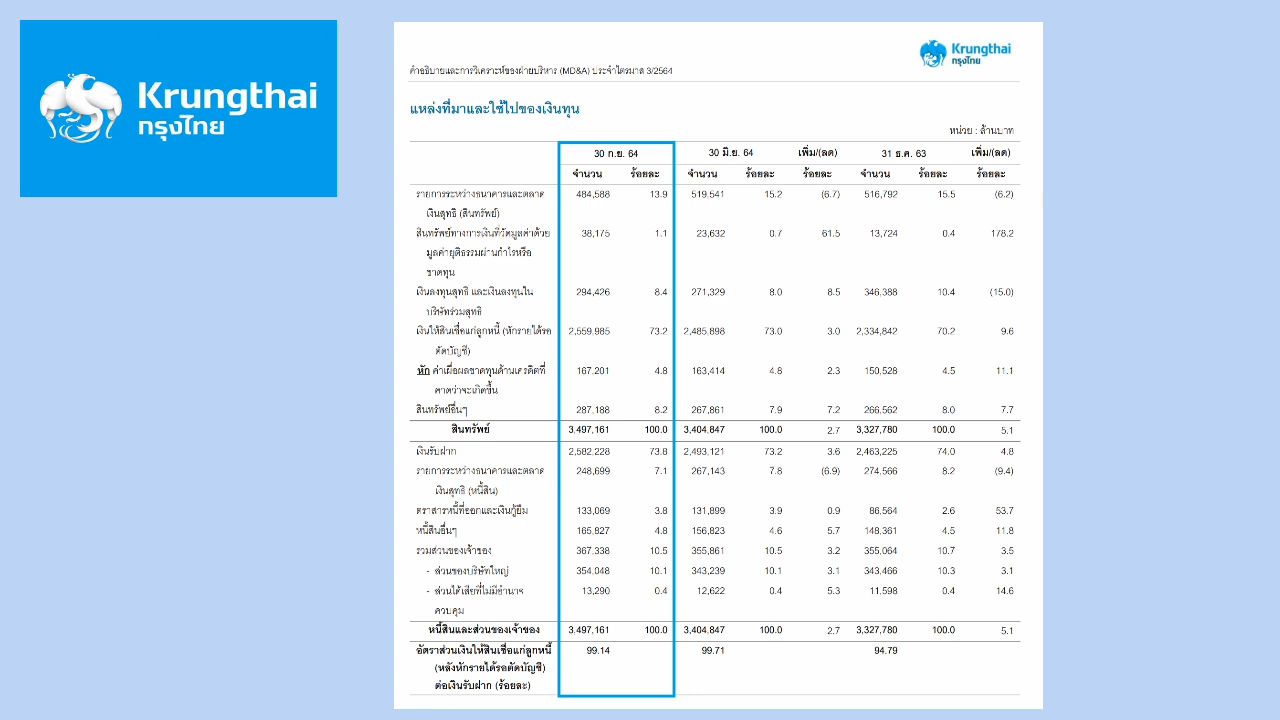 Krungthai
กรุงไทย
Krungthai
กรุงไทย
คำอธิบายและการวิเคราะห์ของฝ่ายบริหาร (MD&A) ประจำไตรมาส 3/2564
แหล่งที่มาและใช้ไปของเงินทุน
หน่วย : ล้านบาท
30 ก.ย. 64 30 มิ.ย. 64 เพิ่ม/(ลด) 31 ธ.ค. 63 เพิ่ม/(ลด)
จำนวน ร้อยละ จำนวน ร้อยละ ร้อยละ จำนวน ร้อยละ ร้อยละ
รายการระหว่างธนาคารและตลาด 484,588 13.9 519,541 15.2 (6.7) 516,792 15.5 (6.2)
เงินสุทธิ (สินทรัพย์)
สินทรัพย์ทางการเงินที่วัดมูลค่าด้วย 38,175 1.1 23,632 0.7 61.5 13,724 0.4 178.2
มูลค่ายุติธรรมผ่านกำไรหรือ
ขาดทุน
เงินลงทุนสุทธิ และเงินลงทุนใน 294,426 8.4 271,329 8.0 8.5 346,388 10.4 (15.0)
บริษัทร่วมสุทธิ
เงินให้สินเชื่อแก่ลูกหนี้ (หักรายได้รอ 2,559,985 73.2 2,485,898 73.0 3.0 2,334,842 70.2 9.6
ตัดบัญชี)
หัก ค่าเผื่อผลขาดทุนด้านเครดิตที่ 167,201 4.8 163,414 4.8 2.3 150,528 4.5 11.1
คาดว่าจะเกิดขึ้น
สินทรัพย์อื่นๆ 287,188 8.2 267,861 7.9 7.2 266,562 8.0 7.7
สินทรัพย์ 3,497,161 100.0 3,404,847 100.0 2.7 3,327,780 100.0 5.1
เงินรับฝาก 2,582,228 73.8 2,493,121 73.2 3.6 2,463,225 74.0 4.8
รายการระหว่างธนาคารและตลาด 248,699 7.1 267,143 7.8 (6.9) 274,566 8.2 (9.4)
เงินสุทธิ (หนี้สิน)
ตราสารหนี้ที่ออกและเงินกู้ยืม 133,069 3.8 131,899 3.9 0.9 86,564 2.6 53.7
หนี้สินอื่นๆ 165,827 4.8 156,823 4.6 5.7 148,361 4.5 11.8
รวมส่วนของเจ้าของ 367,338 10.5 355,861 10.5 3.2 355,064 10.7 3.5
- ส่วนของบริษัทใหญ่ 354,048 10.1 343,239 10.1 3.1 343,466 10.3 3.1
- ส่วนได้เสียที่ไม่มีอำนาจ 13,290 0.4 12,622 0.4 5.3 11,598 0.4 14.6
ควบคุม
หนี้สินและส่วนของเจ้าของ 3,497,161 100.0 3,404,847 100.0 2.7 3,327,780 100.0 5.1
อัตราส่วนเงินให้สินเชื่อแก่ลูกหนี้ 99.14 99.71 94.79
(หลังหักรายได้รอตัดบัญชี)
ต่อเงินรับฝาก (ร้อยละ)